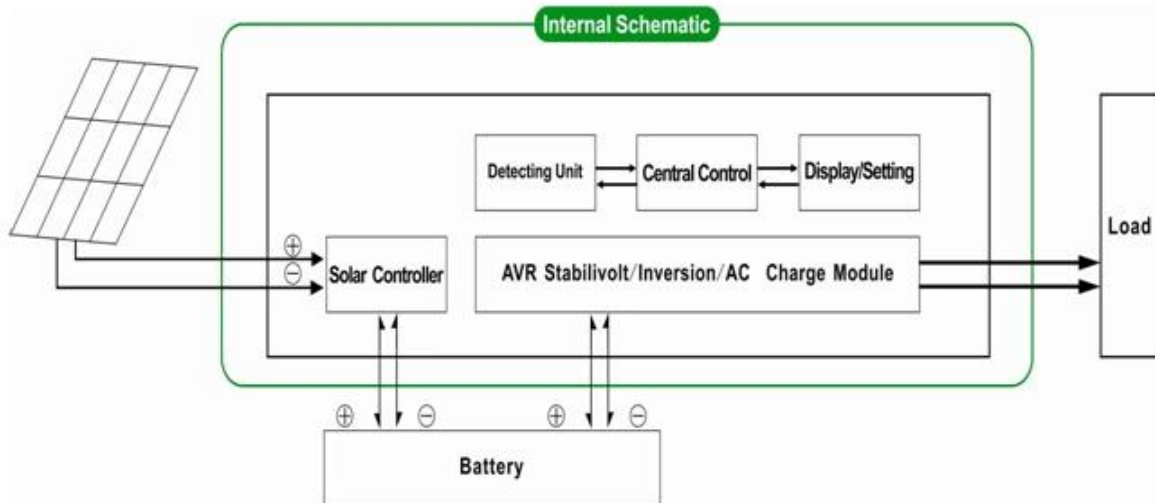 Internal Schematic
Detecting Unit
Central Control
Display/Setting
Load
⊕
⊖
Solar Controller
AVR Stabilivolt/Inversion/AC Charge Module
⊕ ⊖ ⊕ ⊖
Battery